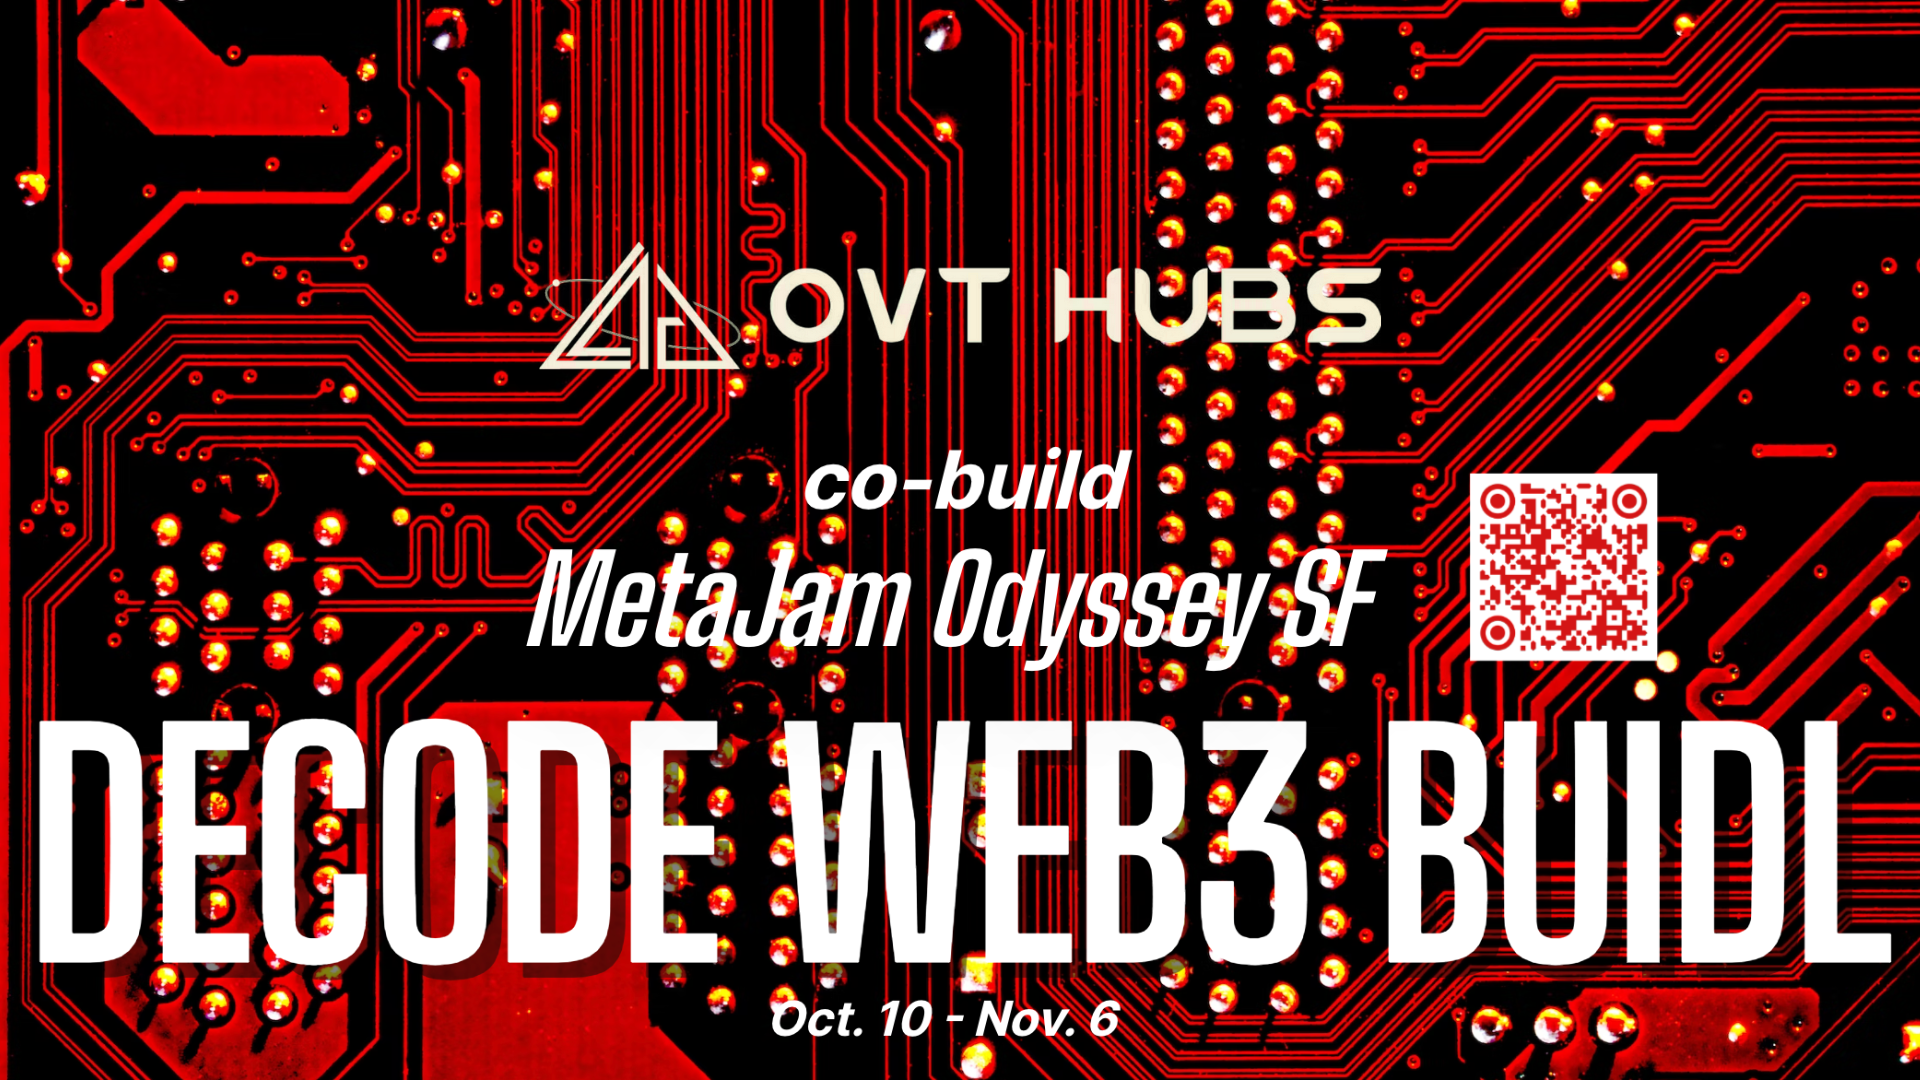 OVT HUBS
co-build
MetaJam Odyssey SF
DECODE WEB3 BUIDL
Oct. 10 - Nov. 6